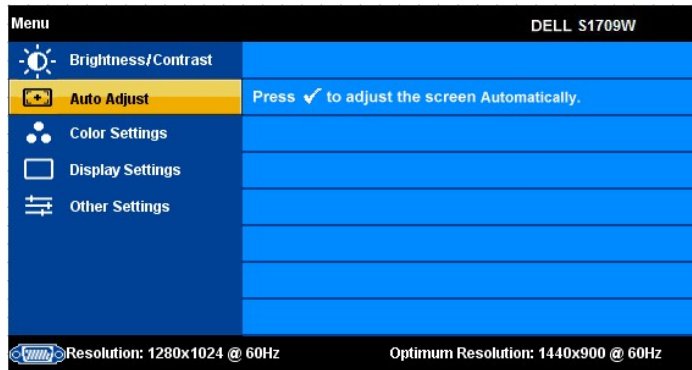 Menu
DELL S1709W
Brightness/Contrast
Auto Adjust
Press ✓ to adjust the screen Automatically.
Color Settings
Display Settings
Other Settings
Resolution: 1280x1024 @ 60Hz
Optimum Resolution: 1440x900 @ 60Hz